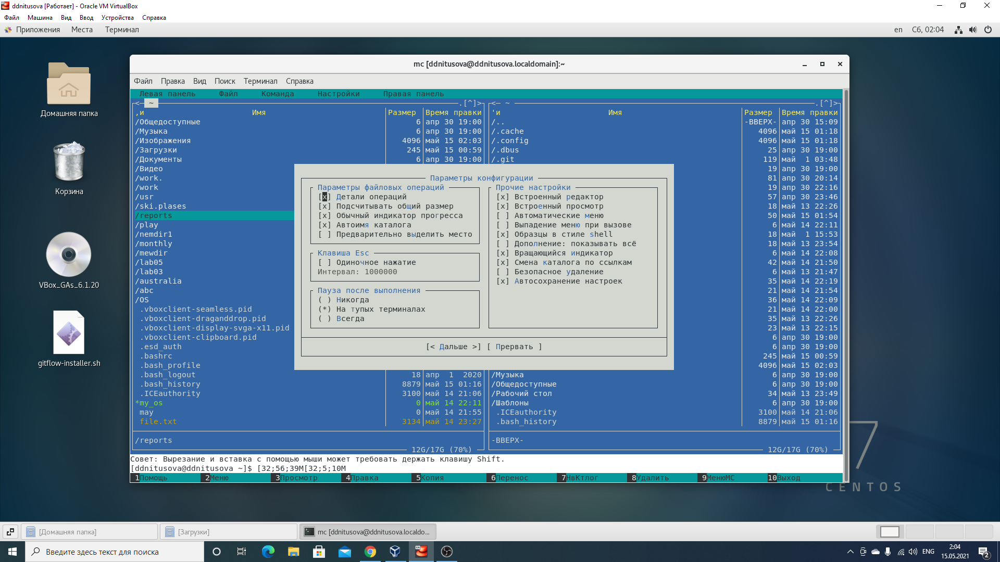 ddnitusova [Работает] - Oracle VM VirtualBox
Файл Машина Вид Ввод Устройства Справка
Приложения Места Терминал en Сб, 02:04
Домашняя папка
Корзина
VBox_GAs_6.1.20
gitflow-installer.sh
mc [ddnitusova@ddnitusova.localdomain]:~
Файл Правка Вид Поиск Терминал Справка
Левая панель Файл Команда Настройки Правая панель
<─ ~ .[^]> <─ ~ .[^]>
,и Имя Размер Время правки
/Общедоступные 6 апр 30 19:00
/Музыка 6 апр 30 19:00
/Изображения 4096 май 15 02:03
/Загрузки 245 май 15 00:59
/Документы 6 апр 30 19:00
/Видео
/work.
/work
/usr
/ski.plases
/reports
/play
/nemdir1
/monthly
/mewdir
/lab05
/lab03
/australia
/abc
/OS
.vboxclient-seamless.pid
.vboxclient-draganddrop.pid
.vboxclient-display-svga-x11.pid
.vboxclient-clipboard.pid
.esd_auth
.bashrc
.bash_profile
.bash_logout 18 апр 1 2020
.bash_history 8879 май 15 01:16
.ICEauthority 3100 май 14 21:06
*my_os 0 май 14 22:11
may 0 май 14 21:55
file.txt 3134 май 14 23:27
/reports
12G/17G (70%)
'и Имя Размер Время правки
/.. -ВВЕРХ- апр 30 15:09
/.cache 4096 май 15 01:18
/.config 4096 май 15 01:18
/.dbus 25 апр 30 19:00
/.git 119 май 1 03:48
19 апр 30 19:00
81 апр 30 20:14
19 апр 30 22:16
57 апр 30 23:46
18 май 13 22:26
50 май 15 01:54
6 май 14 22:11
18 май 1 15:53
18 май 13 23:54
6 май 14 22:08
42 май 14 21:50
6 май 13 21:47
35 май 14 22:19
21 май 14 21:54
36 май 14 22:09
21 май 14 22:00
35 май 13 22:26
23 май 13 22:15
6 апр 30 19:00
6 апр 30 19:00
245 май 15 00:59
4096 май 15 02:03
/Музыка 6 апр 30 19:00
/Общедоступные 6 апр 30 19:00
/Рабочий стол 34 май 13 23:49
/Шаблоны 6 апр 30 19:00
.ICEauthority 3100 май 14 21:06
.bash_history 8879 май 15 01:16
-ВВЕРХ-
12G/17G (70%)
Параметры конфигурации
Параметры файловых операций
[x] Детали операций
[x] Подсчитывать общий размер
[x] Обычный индикатор прогресса
[x] Автоимя каталога
[ ] Предварительно выделить место
Клавиша Esc
[ ] Одиночное нажатие
Интервал: 1000000
Пауза после выполнения
( ) Никогда
(*) На тупых терминалах
( ) Всегда
Прочие настройки
[x] Встроенный редактор
[x] Встроенный просмотр
[ ] Автоматические меню
[ ] Выпадение меню при вызове
[x] Образцы в стиле shell
[ ] Дополнение: показывать всё
[x] Вращающийся индикатор
[x] Смена каталога по ссылкам
[ ] Безопасное удаление
[x] Автосохранение настроек
[< Дальше >] [ Прервать ]
Совет: Вырезание и вставка с помощью мыши может требовать держать клавишу Shift.
[ddnitusova@ddnitusova ~]$ [32;56;39M[32;5;10M
1Помощь 2Меню 3Просмотр 4Правка 5Копия 6Перенос 7НвКтлог 8Удалить 9МенюМС 10Выход
7
CENTOS
[Домашняя папка] [Загрузки] mc [ddnitusova@ddnitusova.localdo...
Введите здесь текст для поиска
ENG
2:04
15.05.2021
2